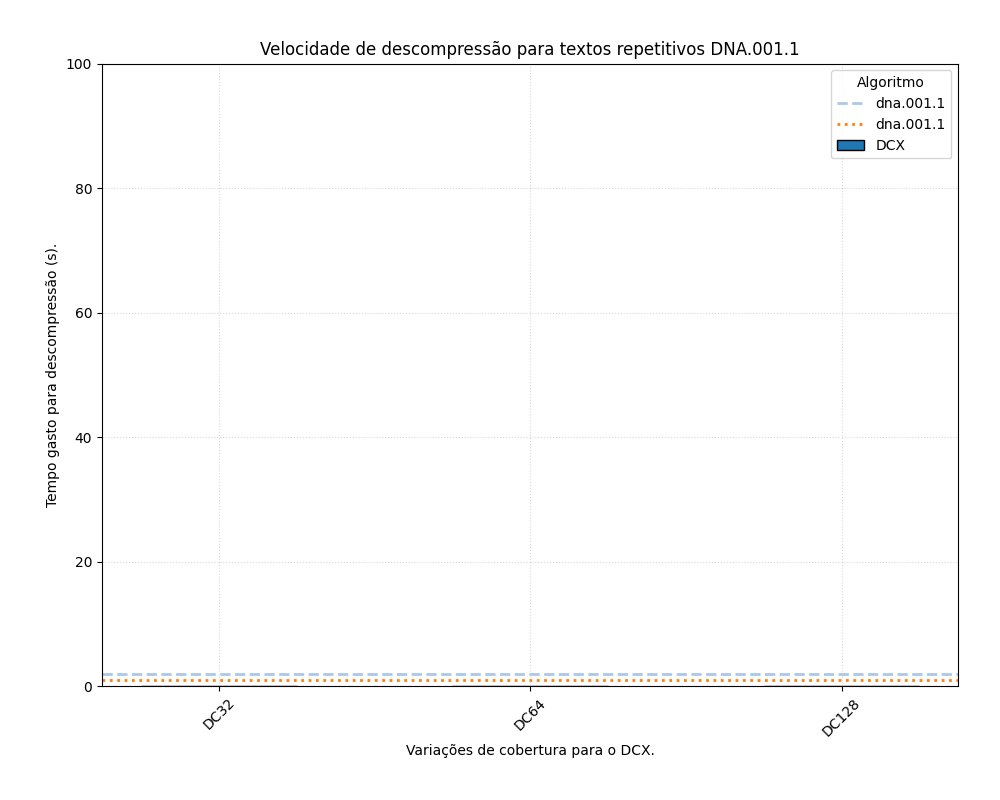 Velocidade de descompressão para textos repetitivos DNA.001.1
Algoritmo
dna.001.1
dna.001.1
DCX
Tempo gasto para descompressão (s).
100
80
60
40
20
0
DC32
DC64
DC128
Variações de cobertura para o DCX.